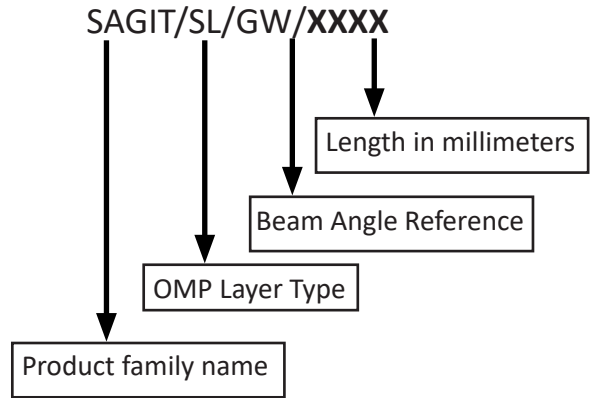 SAGIT/SL/GW/XXXX
Length in millimeters
Beam Angle Reference
OMP Layer Type
Product family name